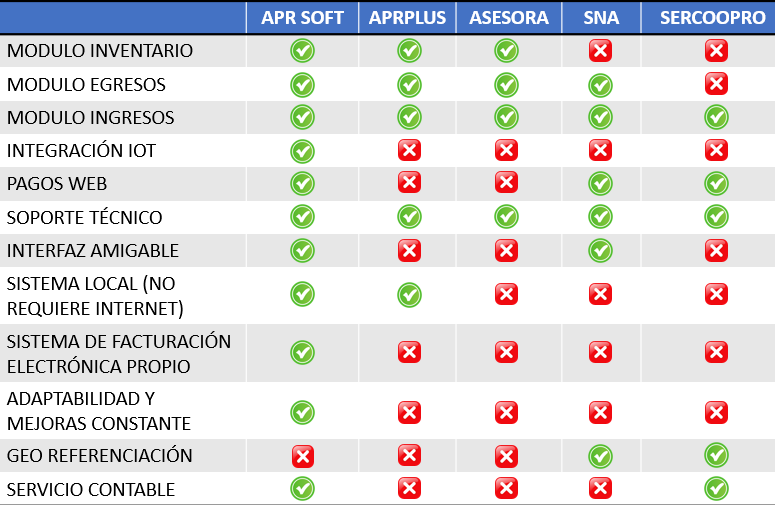 APR SOFT APRPLUS ASESORA SNA SERCOOPRO
MODULO INVENTARIO
MODULO EGRESOS
MODULO INGRESOS
INTEGRACIÓN IOT
PAGOS WEB
SOPORTE TÉCNICO
INTERFAZ AMIGABLE
SISTEMA LOCAL (NO
REQUIERE INTERNET)
SISTEMA DE FACTURACIÓN
ELECTRÓNICA PROPIO
ADAPTABILIDAD Y
MEJORAS CONSTANTE
GEO REFERENCIACIÓN
SERVICIO CONTABLE